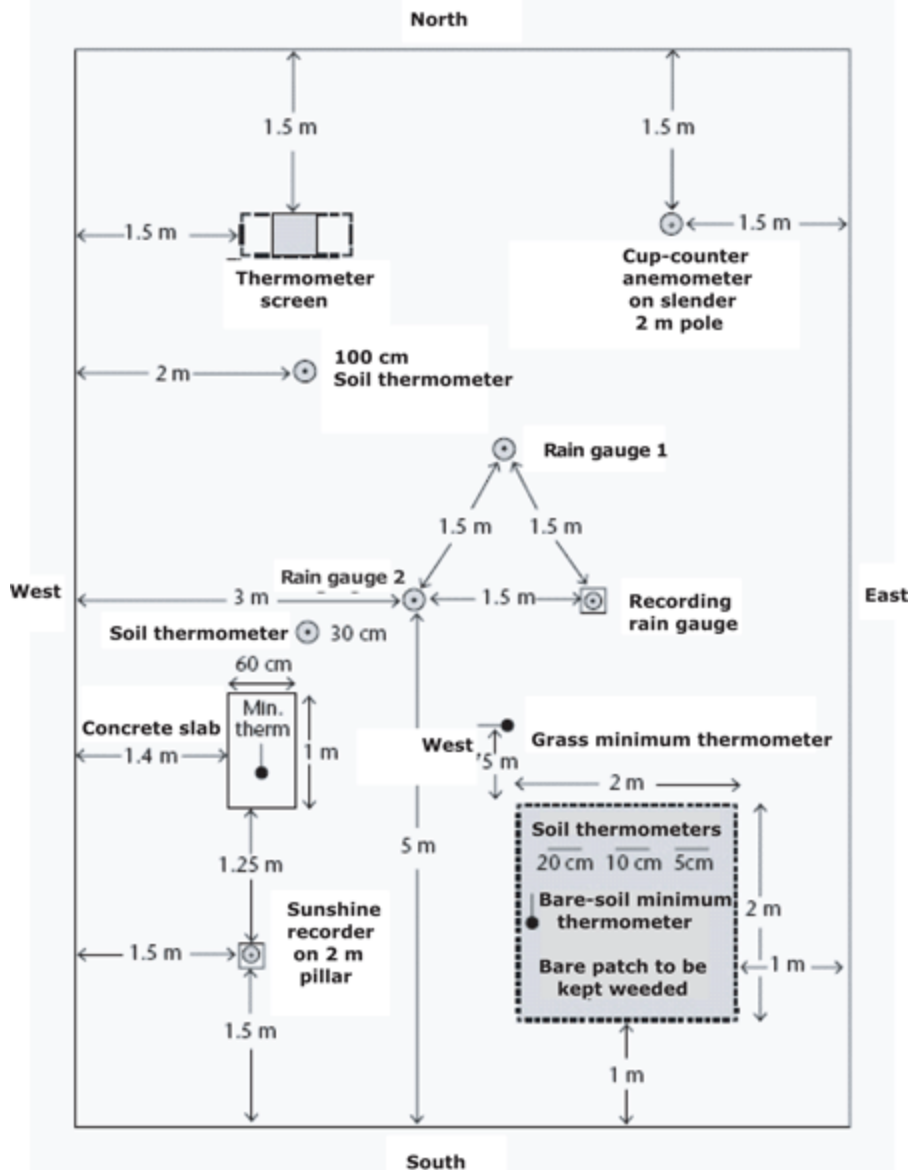 North
1.5 m
1.5 m
1.5 m
1.5 m
Thermometer
screen
Cup-counter
anemometer
on slender
2 m pole
2 m
100 cm
Soil thermometer
Rain gauge 1
1.5 m
1.5 m
West
East
Rain gauge 2
3 m
1.5 m
Recording
rain gauge
Soil thermometer
30 cm
60 cm
Concrete slab
1.4 m
Min.
therm
1 m
West
Grass minimum thermometer
5 m
2 m
1.25 m
5 m
Soil thermometers
20 cm 10 cm 5cm
Bare-soil minimum
thermometer
Bare patch to be
kept weeded
2 m
1 m
Sunshine
recorder
on 2 m
pillar
1.5 m
1.5 m
1 m
South